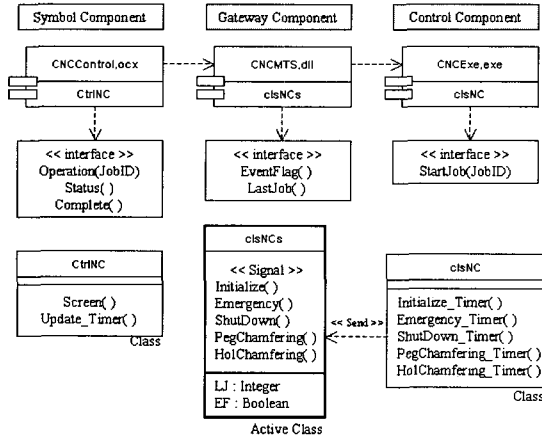 Symbol Component
Gateway Component
Control Component
CNCControl,ocx
CtrlNC
CNCMTS,dll
clsNCs
CNCExe,exe
clsNC
<< interface >>
Operation(JobID)
Status( )
Complete( )
<< interface >>
EventFlag( )
LastJob( )
<< interface >>
StartJob(JobID)
CtrlNC
Screen( )
Update_Timer( )
Class
clsNCs
<< Signal >>
Initialize( )
Emergency( )
ShutDown( )
PegChamfering( )
HolChamfering( )
LJ : Integer
EF : Boolean
Active Class
<< Send >>
clsNC
Initialize_Timer( )
Emergency_Timer( )
ShutDown_Timer( )
PegChamfering_Timer( )
HolChamfering_Timer( )
Class